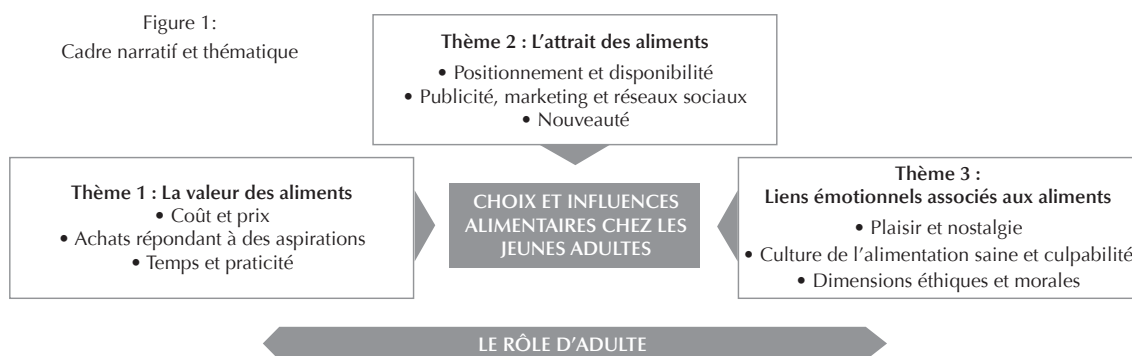 Figure 1:
Cadre narratif et thématique
Thème 2 : L'attrait des aliments
• Positionnement et disponibilité
• Publicité, marketing et réseaux sociaux
• Nouveauté
Thème 1 : La valeur des aliments
• Coût et prix
• Achats répondant à des aspirations
• Temps et praticité
CHOIX ET INFLUENCES
ALIMENTAIRES CHEZ LES
JEUNES ADULTES
Thème 3 :
Liens émotionnels associés aux aliments
• Plaisir et nostalgie
• Culture de l'alimentation saine et culpabilité
• Dimensions éthiques et morales
LE RÔLE D'ADULTE